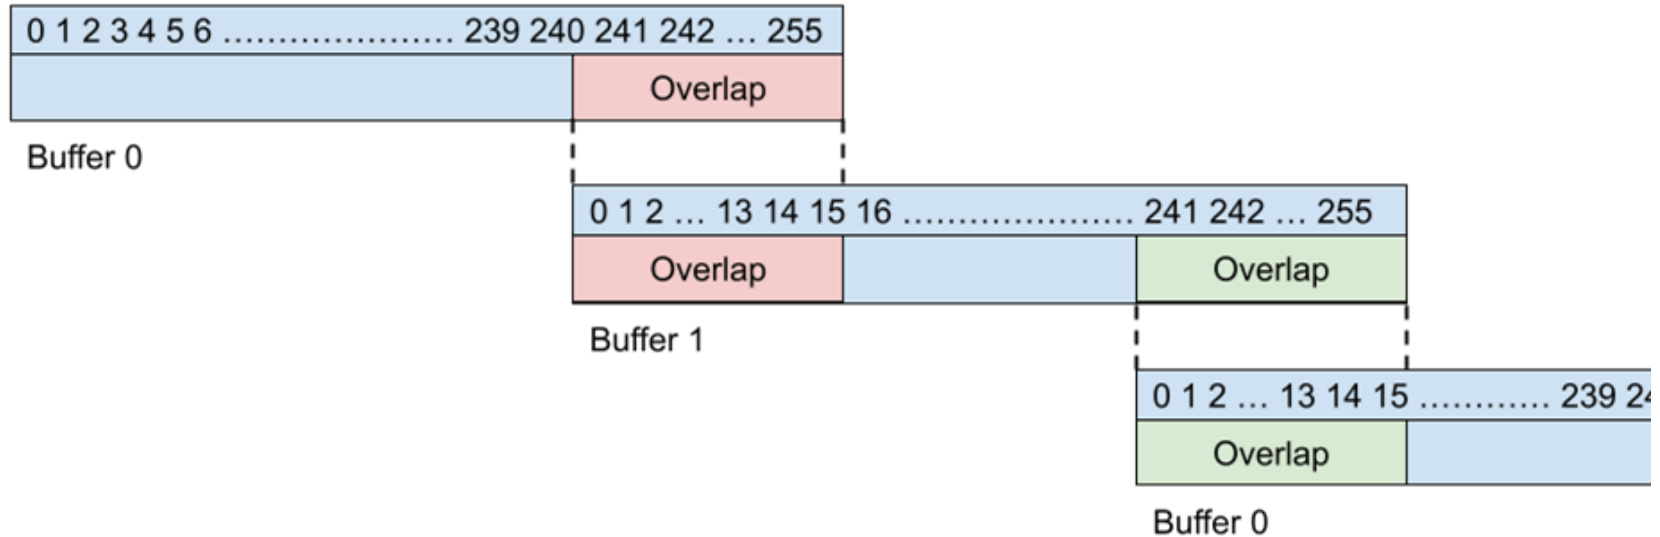 0 1 2 3 4 5 6 ..................... 239 240 241 242 ... 255
Overlap
Buffer 0
0 1 2 ... 13 14 15 16 ..................... 241 242 ... 255
Overlap Overlap
Buffer 1
0 1 2 ... 13 14 15 ............ 239
Overlap
Buffer 0